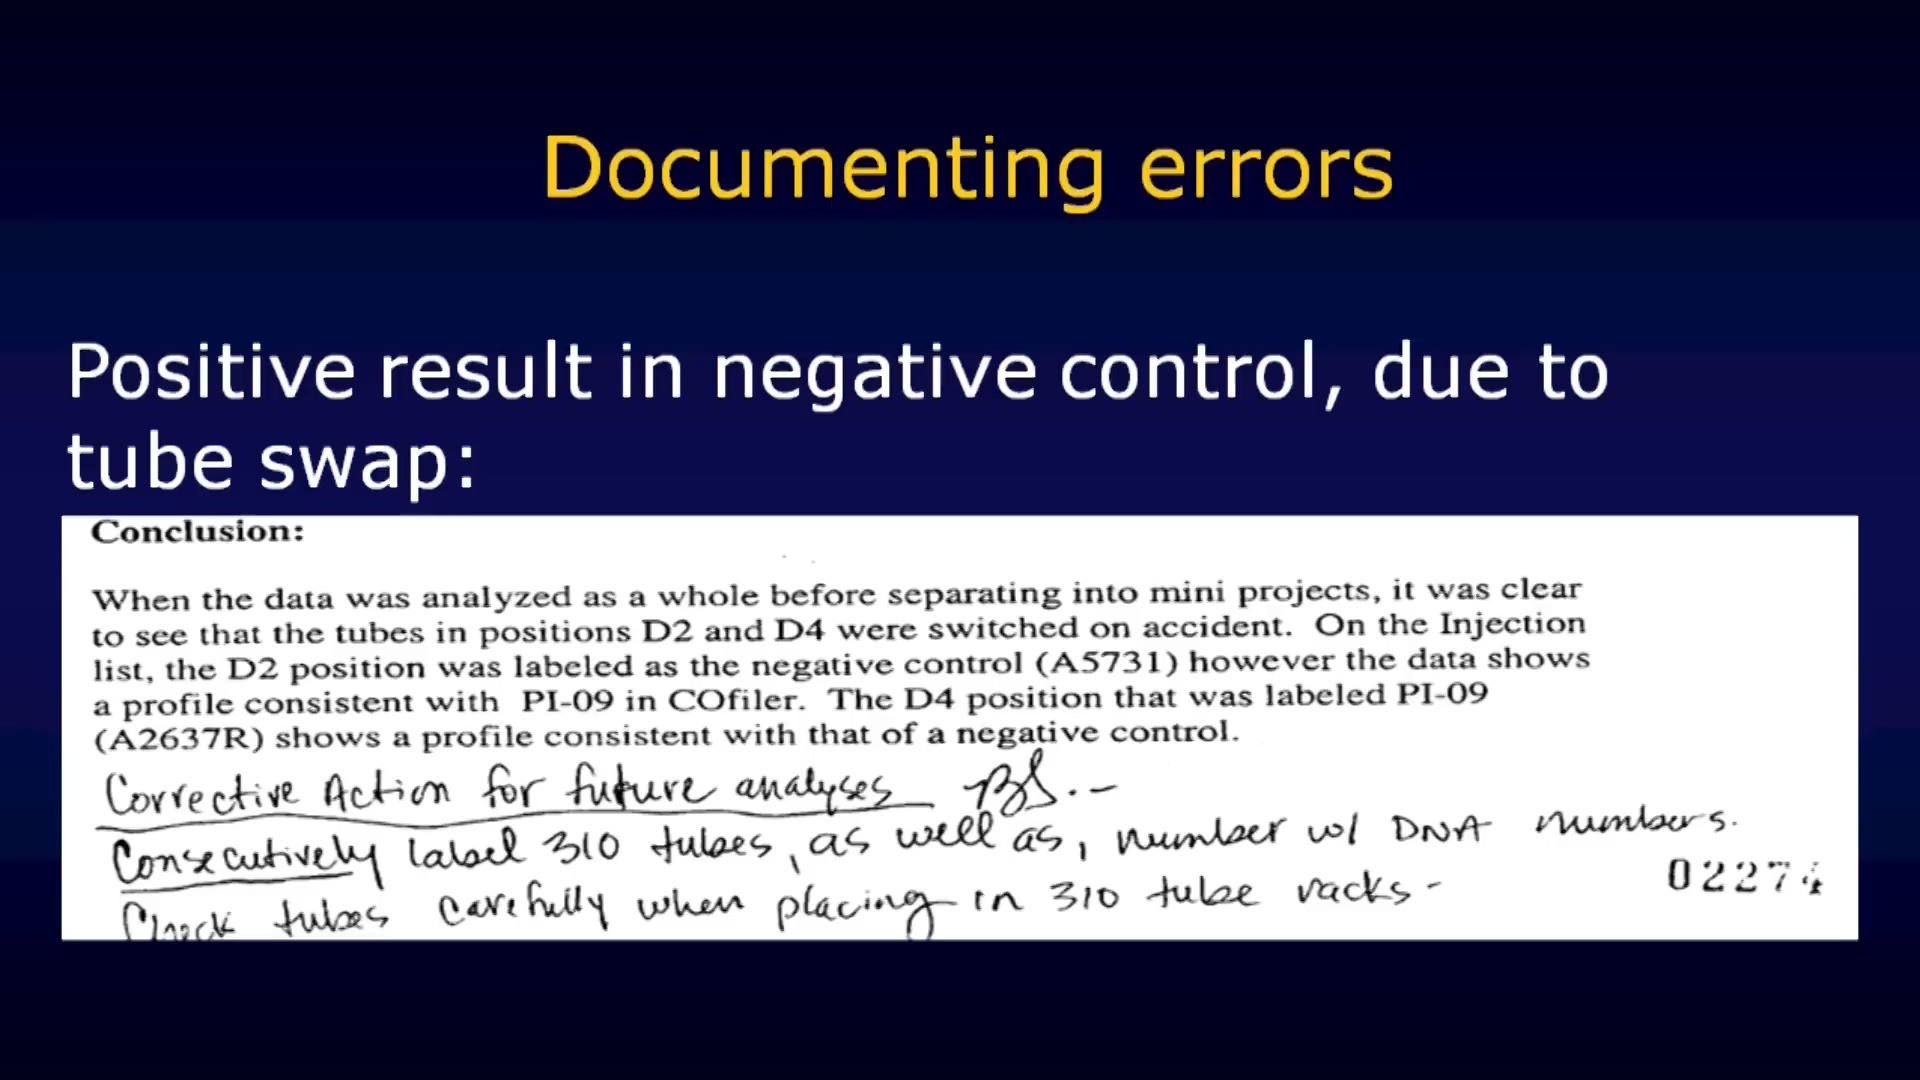 Documenting errors
Positive result in negative control, due to
tube swap:
Conclusion:
When the data was analyzed as a whole before separating into mini projects, it was clear
to see that the tubes in positions D2 and D4 were switched on accident. On the Injection
list, the D2 position was labeled as the negative control (A5731) however the data shows
a profile consistent with PI-09 in COfiler. The D4 position that was labeled PI-09
(A2637R) shows a profile consistent with that of a negative control.
Corrective Action for future analyses
Consecutively label 310 tubes, as well as, number w/ DNA numbers.
Check tubes carefully when placing in 310 tube racks -
02274